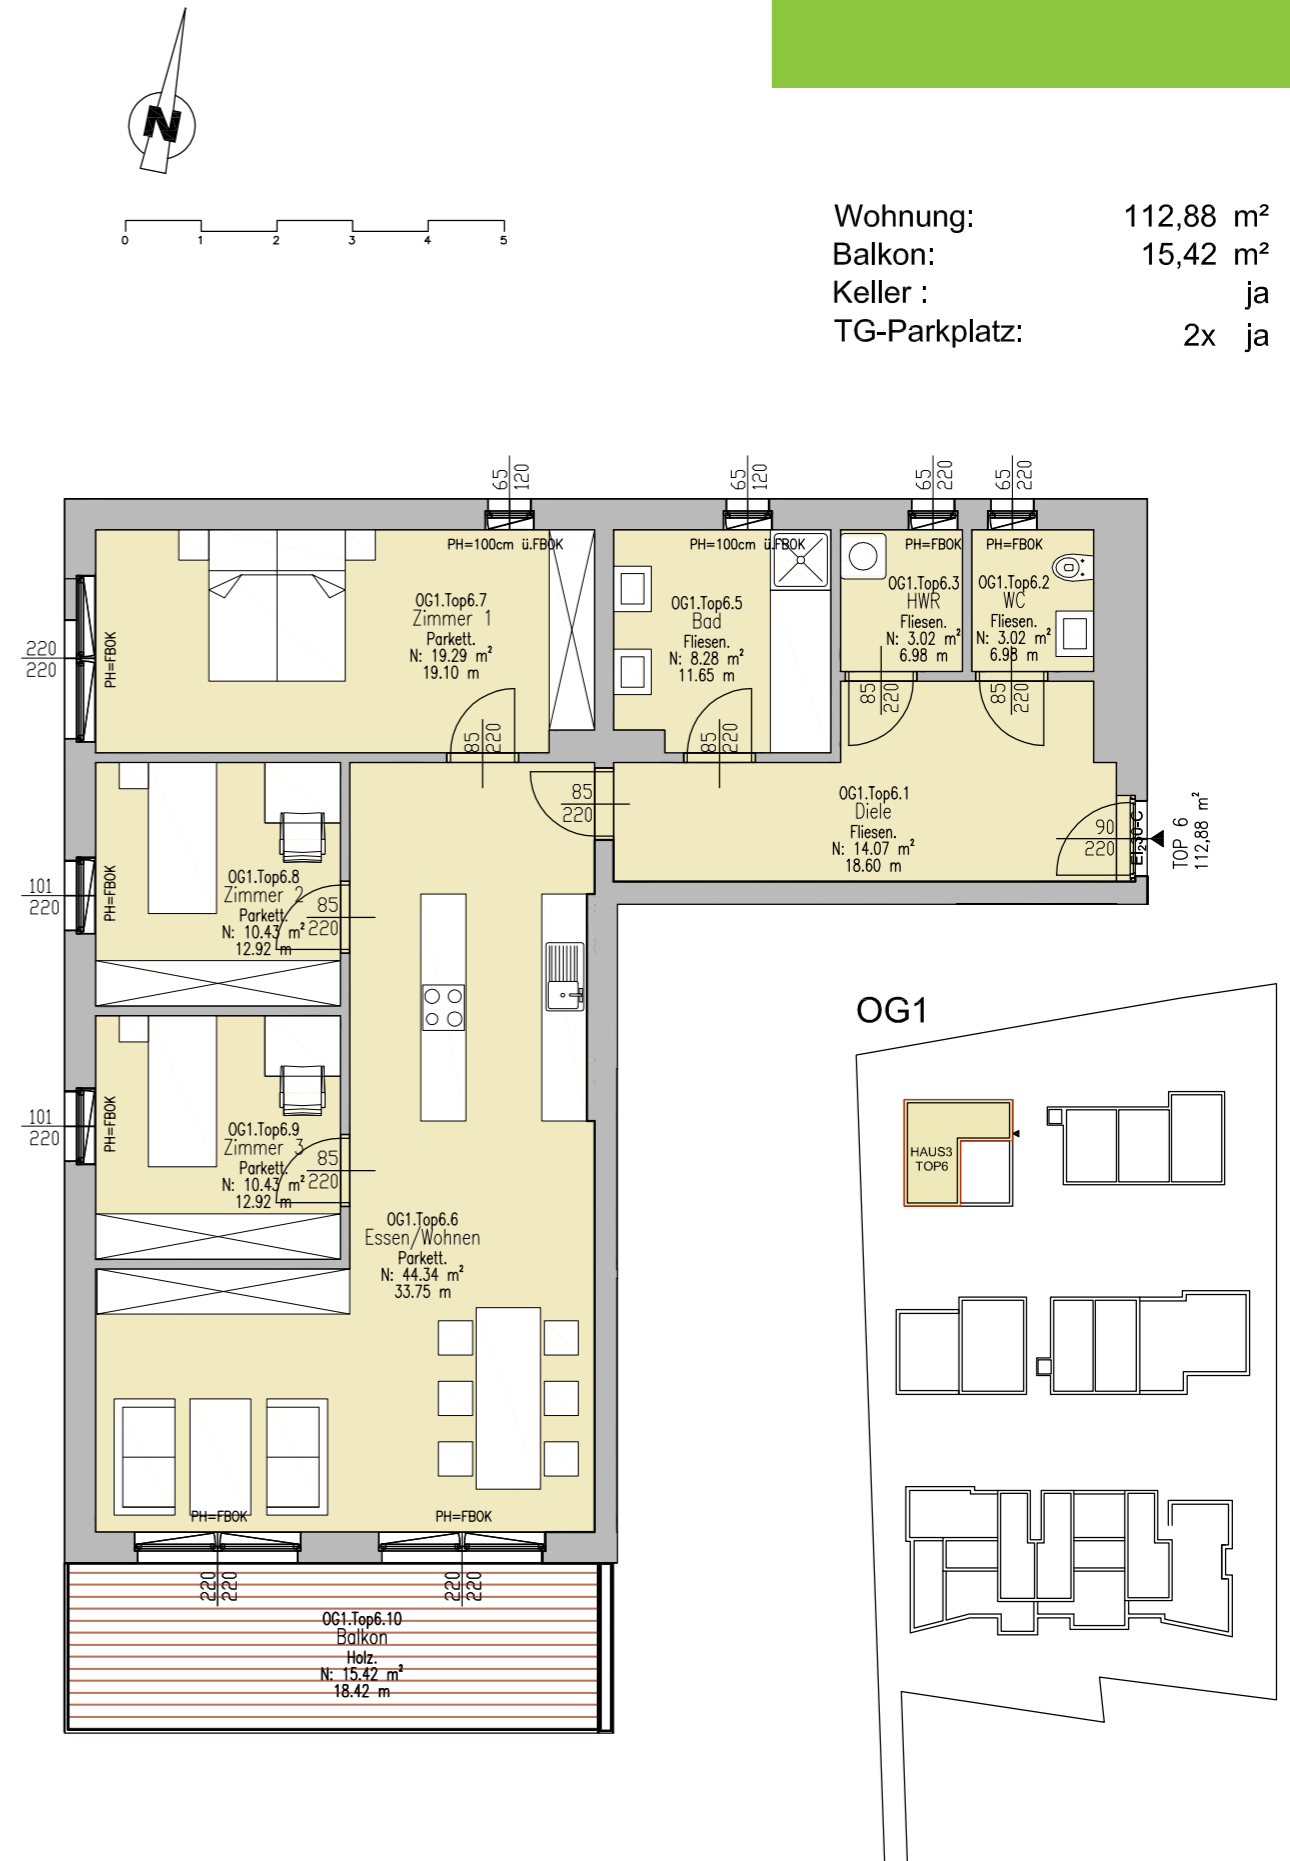 N
0 1 2 3 4 5
Wohnung: 112,88 m²
Balkon: 15,42 m²
Keller : ja
TG-Parkplatz: 2x ja
65
120
65
120
65
220
65
220
PH=100cm ü.FBOK
PH=100cm ü.FBOK
PH=FBOK
PH=FBOK
OG1.Top6.7
Zimmer 1
Parkett.
N: 19.29 m²
19.10 m
OG1.Top6.5
Bad
Fliesen.
N: 8.28 m²
11.65 m
OG1.Top6.3
HWR
Fliesen.
N: 3.02 m²
6.98 m
OG1.Top6.2
WC
Fliesen.
N: 3.02 m²
6.98 m
220
220
PH=FBOK
85
220
85
220
85
220
85
220
85
220
OG1.Top6.1
Diele
Fliesen.
N: 14.07 m²
18.60 m
90
220
EI₂30-C
TOP 6
112,88 m²
101
220
PH=FBOK
OG1.Top6.8
Zimmer 2
Parkett.
N: 10.43 m²
12.92 m
85
220
101
220
PH=FBOK
OG1.Top6.9
Zimmer 3
Parkett.
N: 10.43 m²
12.92 m
85
220
OG1.Top6.6
Essen/Wohnen
Parkett.
N: 44.34 m²
33.75 m
PH=FBOK
PH=FBOK
220
220
220
220
OG1.Top6.10
Balkon
Holz.
N: 15.42 m²
18.42 m
OG1
HAUS3
TOP6